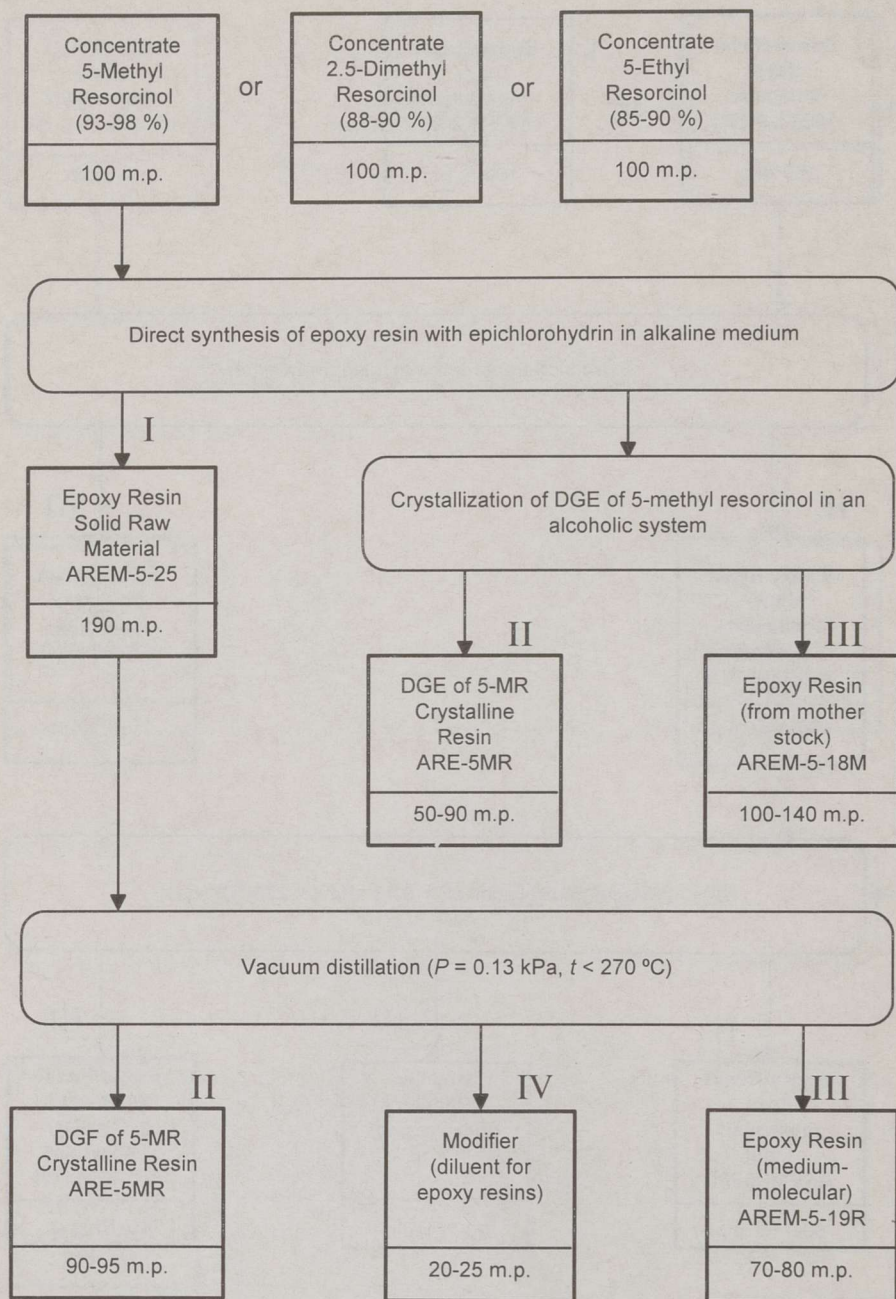 Concentrate
5-Methyl
Resorcinol
(93-98 %)
100 m.p.
or
Concentrate
2.5-Dimethyl
Resorcinol
(88-90 %)
100 m.p.
or
Concentrate
5-Ethyl
Resorcinol
(85-90 %)
100 m.p.
Direct synthesis of epoxy resin with epichlorohydrin in alkaline medium
I
Epoxy Resin
Solid Raw
Material
AREM-5-25
190 m.p.
Crystallization of DGE of 5-methyl resorcinol in an
alcoholic system
II
DGE of 5-MR
Crystalline
Resin
ARE-5MR
50-90 m.p.
III
Epoxy Resin
(from mother
stock)
AREM-5-18M
100-140 m.p.
Vacuum distillation (P = 0.13 kPa, t < 270 ºC)
II
DGF of 5-MR
Crystalline Resin
ARE-5MR
90-95 m.p.
IV
Modifier
(diluent for
epoxy resins)
20-25 m.p.
III
Epoxy Resin
(medium-
molecular)
AREM-5-19R
70-80 m.p.